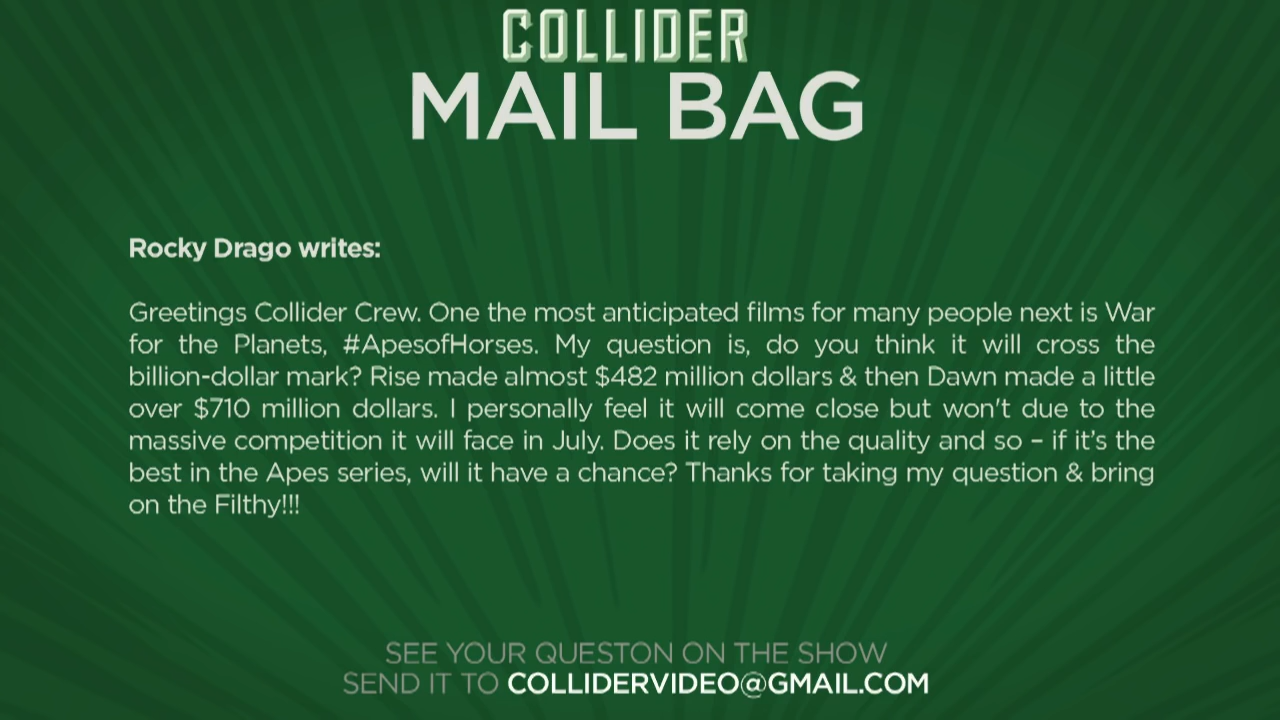 COLLIDER
MAIL BAG
Rocky Drago writes:
Greetings Collider Crew. One the most anticipated films for many people next is War
for the Planets, #ApesofHorses. My question is, do you think it will cross the
billion-dollar mark? Rise made almost $482 million dollars & then Dawn made a little
over $710 million dollars. I personally feel it will come close but won't due to the
massive competition it will face in July. Does it rely on the quality and so – if it's the
best in the Apes series, will it have a chance? Thanks for taking my question & bring
on the Filthy!!!
SEE YOUR QUESTON ON THE SHOW
SEND IT TO COLLIDERVIDEO@GMAIL.COM